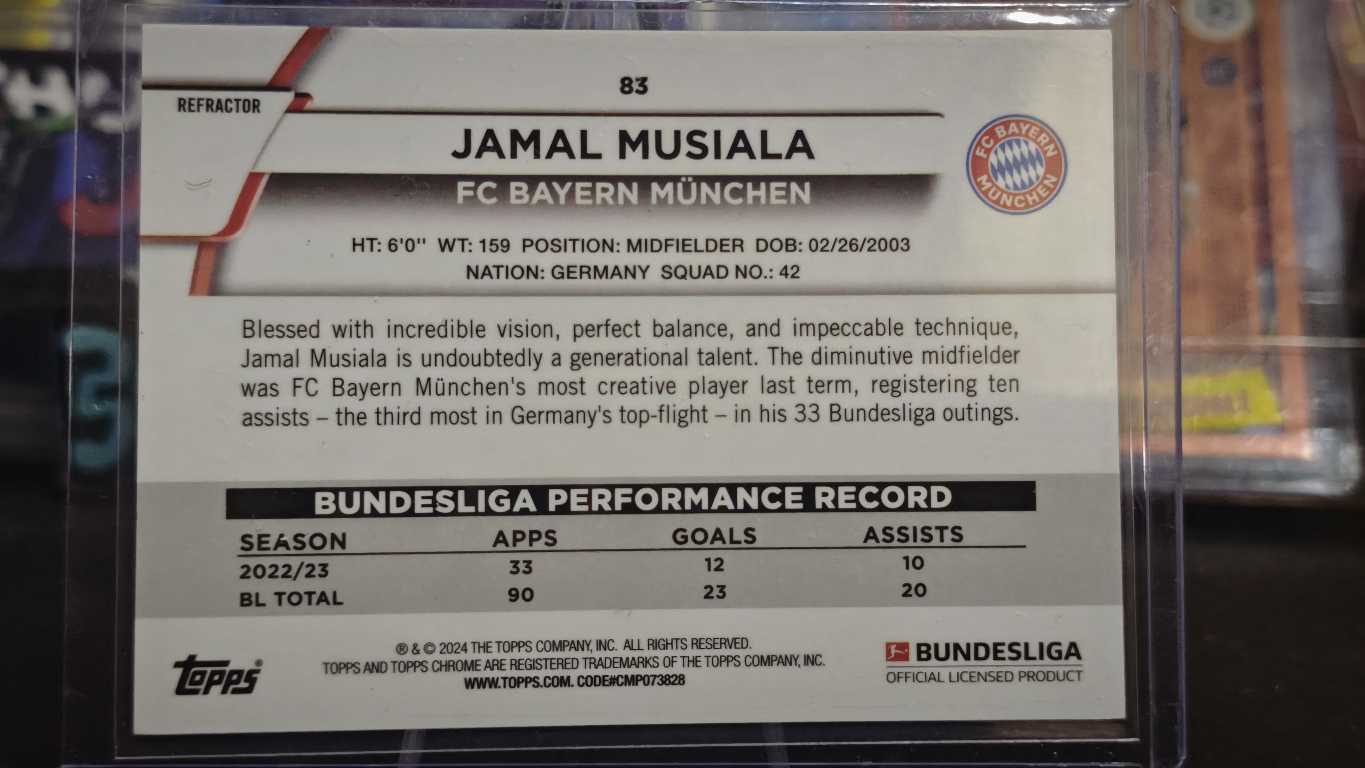 83
REFRACTOR
JAMAL MUSIALA
FC BAYERN MÜNCHEN
FC BAYERN
MÜNCHEN
HT: 6'0'' WT: 159 POSITION: MIDFIELDER DOB: 02/26/2003
NATION: GERMANY SQUAD NO.: 42
Blessed with incredible vision, perfect balance, and impeccable technique,
Jamal Musiala is undoubtedly a generational talent. The diminutive midfielder
was FC Bayern München's most creative player last term, registering ten
assists – the third most in Germany's top-flight – in his 33 Bundesliga outings.
BUNDESLIGA PERFORMANCE RECORD
SEASON APPS GOALS ASSISTS
2022/23 33 12 10
BL TOTAL 90 23 20
® & © 2024 THE TOPPS COMPANY, INC. ALL RIGHTS RESERVED.
TOPPS AND TOPPS CHROME ARE REGISTERED TRADEMARKS OF THE TOPPS COMPANY, INC.
WWW.TOPPS.COM. CODE#CMP073828
topps®
BUNDESLIGA
OFFICIAL LICENSED PRODUCT
3